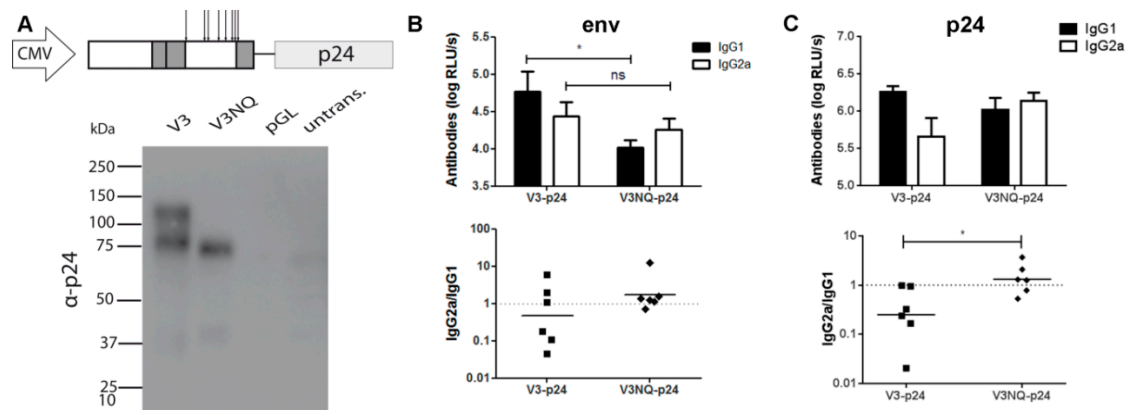 A
CMV
p24
V3
V3NQ
pGL
untrans.
kDa
250
150
100
75
50
37
25
10
α-p24
B
env
Antibodies (log RLU/s)
5.5
5.0
4.5
4.0
3.5
*
ns
IgG1
IgG2a
V3-p24
V3NQ-p24
IgG2a/IgG1
100
10
1
0.1
0.01
V3-p24
V3NQ-p24
C
p24
Antibodies (log RLU/s)
7.0
6.5
6.0
5.5
5.0
IgG1
IgG2a
V3-p24
V3NQ-p24
IgG2a/IgG1
10
1
0.1
0.01
*
V3-p24
V3NQ-p24